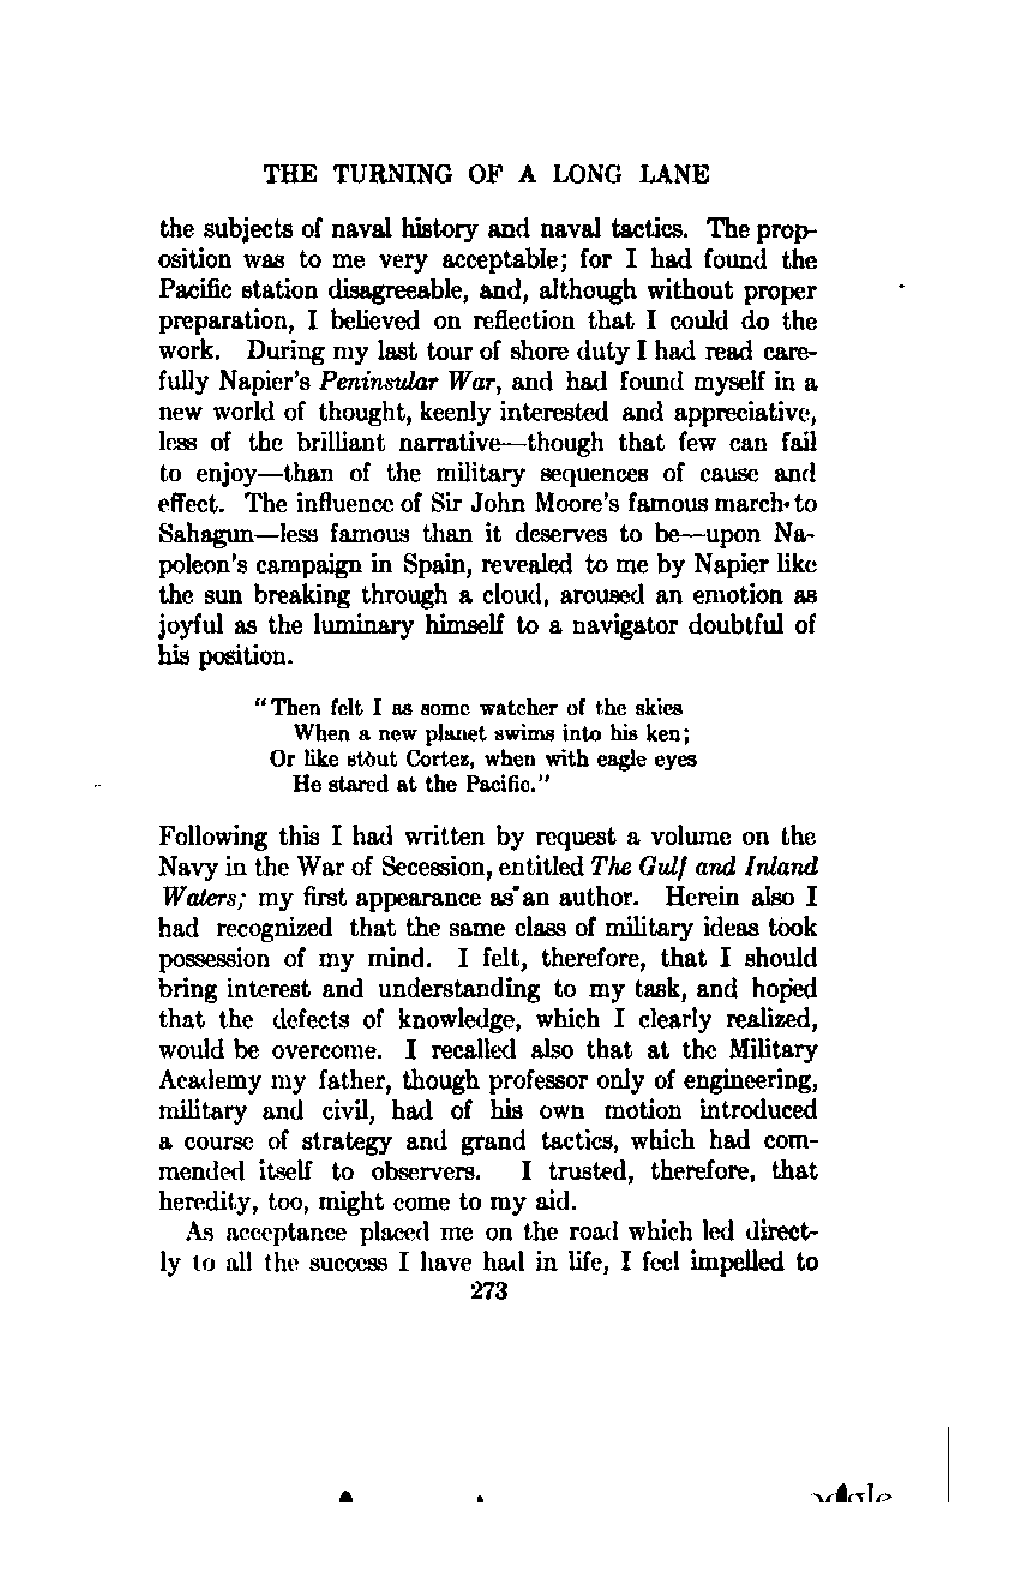 THE TURNING OF A LONG LANE
the subjects of naval history and naval tactics. The prop-
osition was to me very acceptable; for I had found the
Pacific station disagreeable, and, although without proper
preparation, I believed on reflection that I could do the
work. During my last tour of shore duty I had read care-
fully Napier's Peninsular War, and had found myself in a
new world of thought, keenly interested and appreciative,
less of the brilliant narrative—though that few can fail
to enjoy—than of the military sequences of cause and
effect. The influence of Sir John Moore's famous march to
Sahagun—less famous than it deserves to be—upon Na-
poleon's campaign in Spain, revealed to me by Napier like
the sun breaking through a cloud, aroused an emotion as
joyful as the luminary himself to a navigator doubtful of
his position.
"Then felt I as some watcher of the skies
When a new planet swims into his ken;
Or like stout Cortez, when with eagle eyes
He stared at the Pacific."
Following this I had written by request a volume on the
Navy in the War of Secession, entitled The Gulf and Inland
Waters; my first appearance as an author. Herein also I
had recognized that the same class of military ideas took
possession of my mind. I felt, therefore, that I should
bring interest and understanding to my task, and hoped
that the defects of knowledge, which I clearly realized,
would be overcome. I recalled also that at the Military
Academy my father, though professor only of engineering,
military and civil, had of his own motion introduced
a course of strategy and grand tactics, which had com-
mended itself to observers. I trusted, therefore, that
heredity, too, might come to my aid.
As acceptance placed me on the road which led direct-
ly to all the success I have had in life, I feel impelled to
273